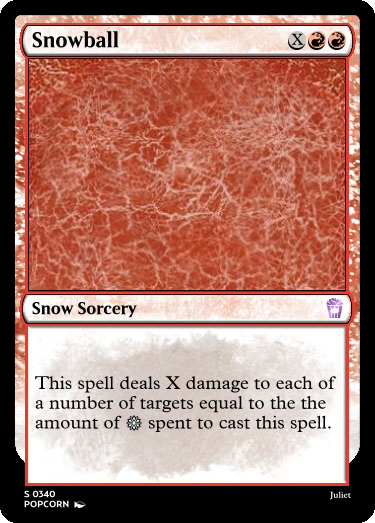 Snowball X
Snow Sorcery
This spell deals X damage to each of
a number of targets equal to the the
amount of spent to cast this spell.
S 0340
POPCORN Juliet